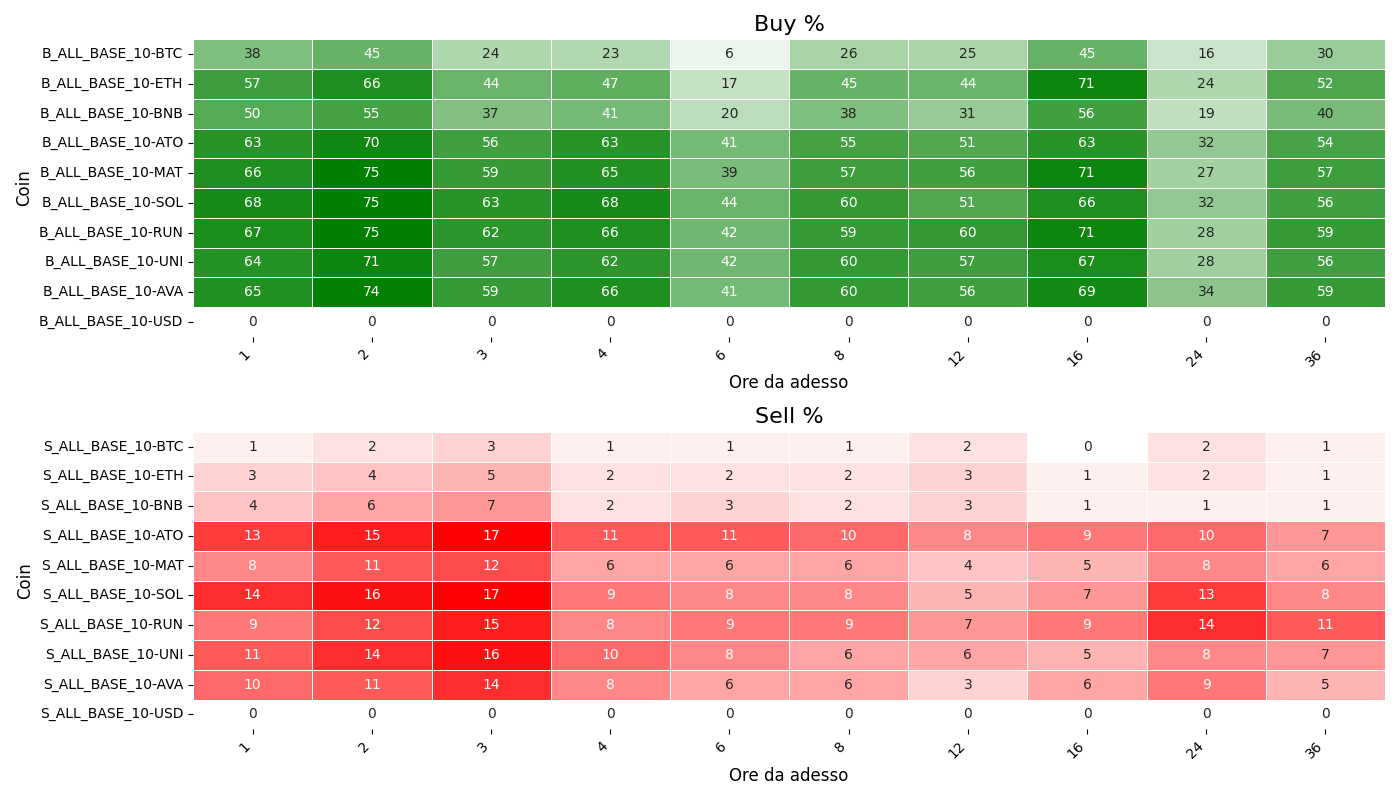 Buy %
Coin
B_ALL_BASE_10-BTC 38 45 24 23 6 26 25 45 16 30
B_ALL_BASE_10-ETH 57 66 44 47 17 45 44 71 24 52
B_ALL_BASE_10-BNB 50 55 37 41 20 38 31 56 19 40
B_ALL_BASE_10-ATO 63 70 56 63 41 55 51 63 32 54
B_ALL_BASE_10-MAT 66 75 59 65 39 57 56 71 27 57
B_ALL_BASE_10-SOL 68 75 63 68 44 60 51 66 32 56
B_ALL_BASE_10-RUN 67 75 62 66 42 59 60 71 28 59
B_ALL_BASE_10-UNI 64 71 57 62 42 60 57 67 28 56
B_ALL_BASE_10-AVA 65 74 59 66 41 60 56 69 34 59
B_ALL_BASE_10-USD 0 0 0 0 0 0 0 0 0 0
1 2 3 4 6 8 12 16 24 36
Ore da adesso
Sell %
Coin
S_ALL_BASE_10-BTC 1 2 3 1 1 1 2 0 2 1
S_ALL_BASE_10-ETH 3 4 5 2 2 2 3 1 2 1
S_ALL_BASE_10-BNB 4 6 7 2 3 2 3 1 1 1
S_ALL_BASE_10-ATO 13 15 17 11 11 10 8 9 10 7
S_ALL_BASE_10-MAT 8 11 12 6 6 6 4 5 8 6
S_ALL_BASE_10-SOL 14 16 17 9 8 8 5 7 13 8
S_ALL_BASE_10-RUN 9 12 15 8 9 9 7 9 14 11
S_ALL_BASE_10-UNI 11 14 16 10 8 6 6 5 8 7
S_ALL_BASE_10-AVA 10 11 14 8 6 6 3 6 9 5
S_ALL_BASE_10-USD 0 0 0 0 0 0 0 0 0 0
1 2 3 4 6 8 12 16 24 36
Ore da adesso